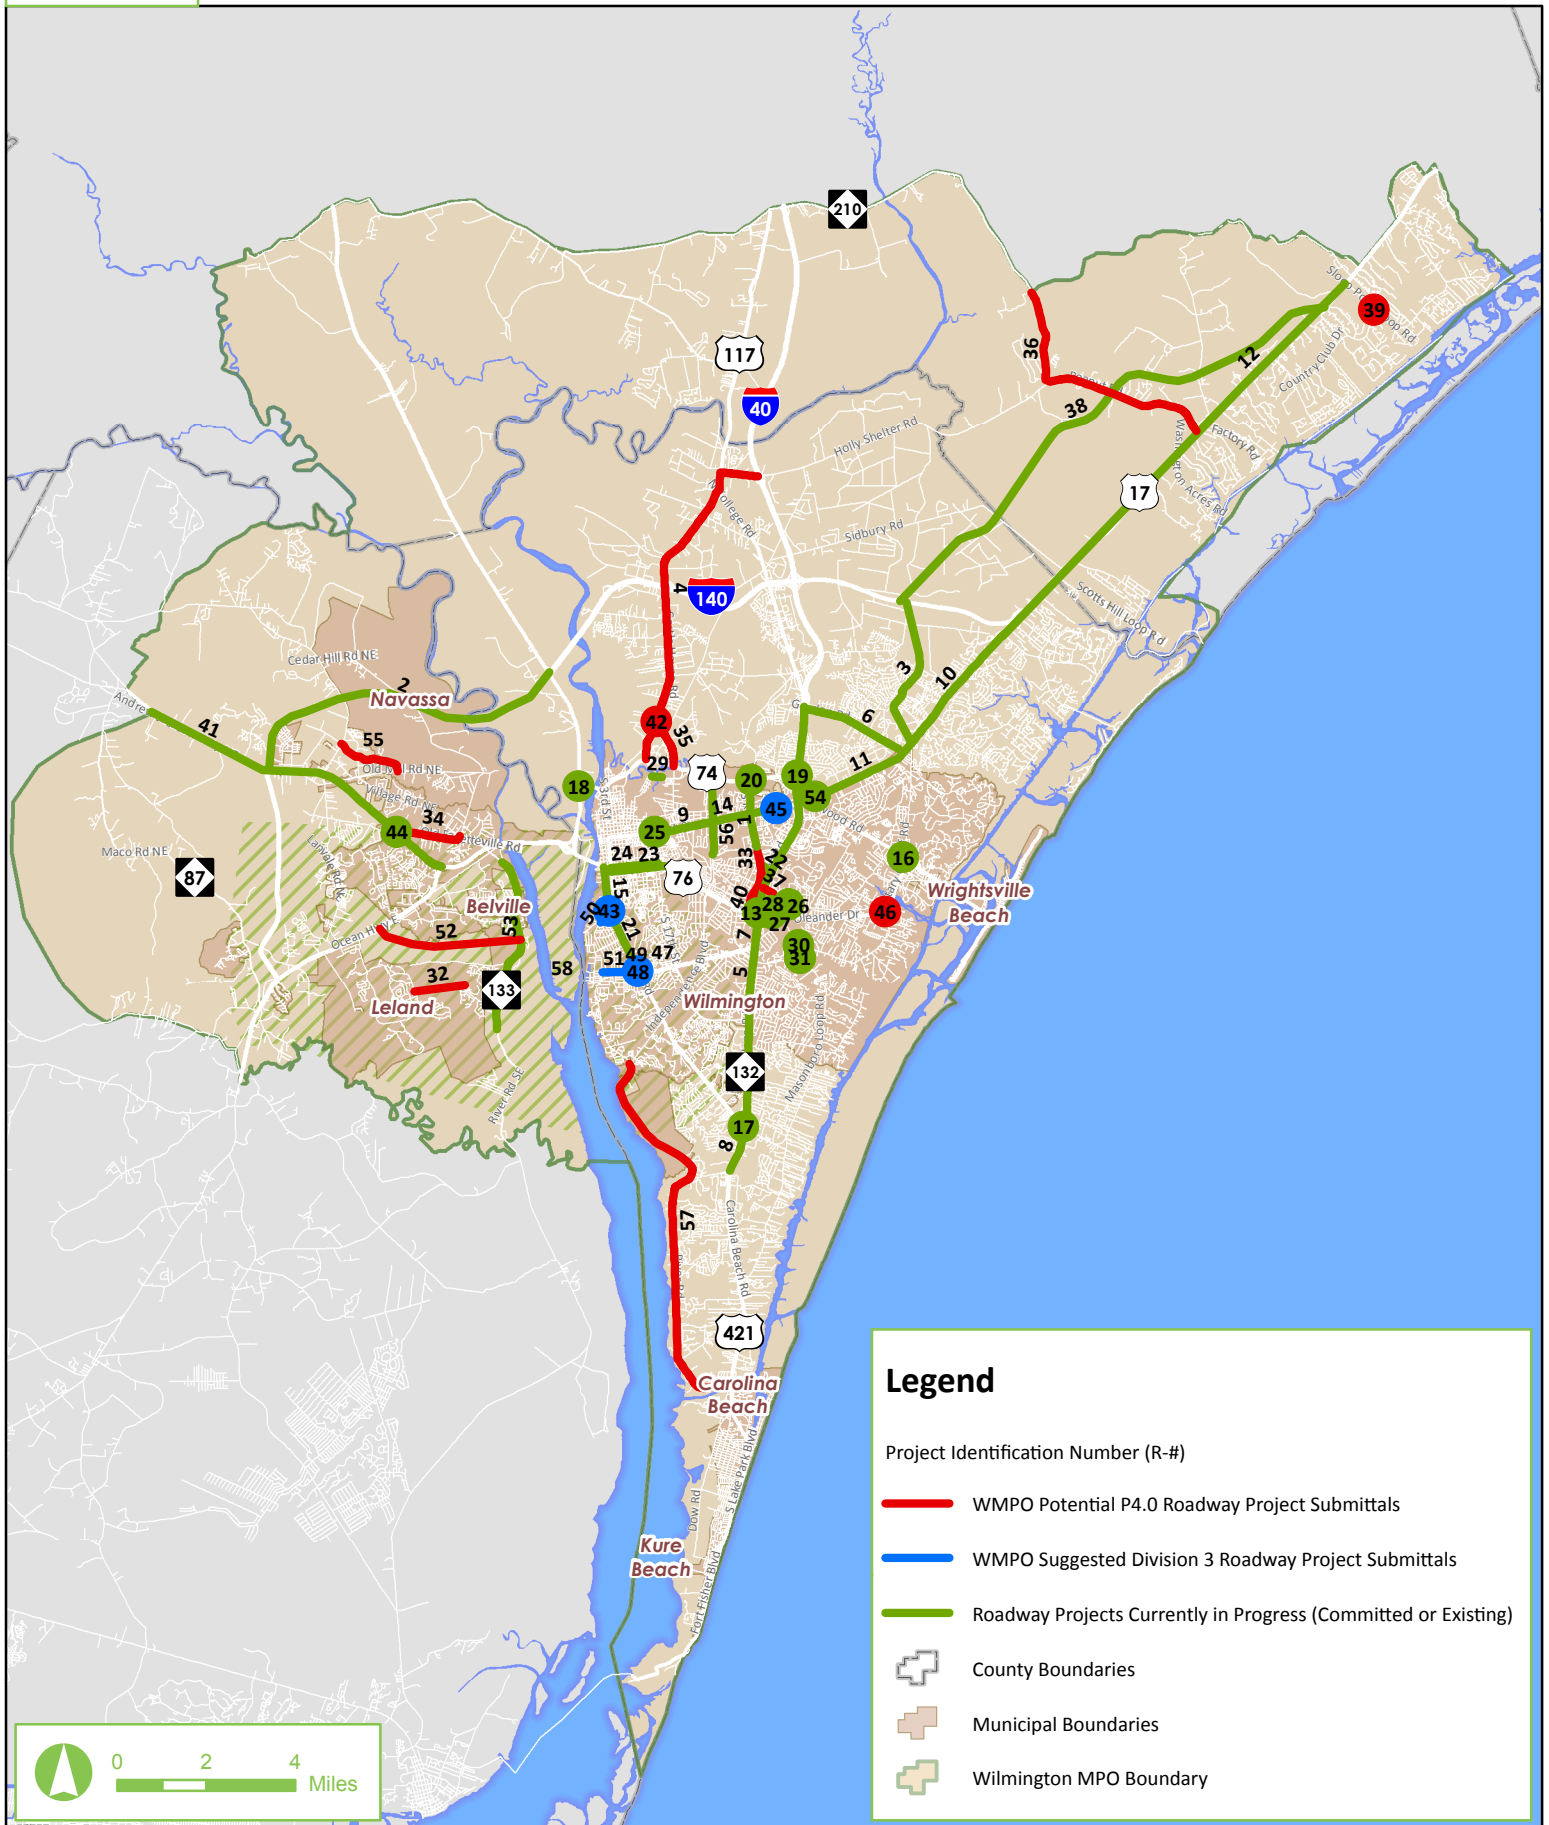 210
Sloop Point Loop Rd
39
117
36
12
Country Club Dr
40
38
Factory Rd
Holly Shelter Rd
Washington Acres Rd
17
N College Rd
Sidbury Rd
4
140
Scotts Hill Loop Rd
Cedar Hill Rd NE
3
10
2
Navassa
Rd
6
41
42
35
55
11
Old Mill Rd NE
29
74
20
19
18
54
Village Rd NE
N 3rd St
45
9
14
1
34
44
25
56
Rd
Maco Rd NE
24
23
33
22
16
87
76
37
Lanvale Rd NE
15
40
Wrightsville
Beach
Belville
50
43
13
28
26
46
Oleander Dr
27
53
21
S 17th St
7
Ocean Hwy E
52
30
49
47
31
51
48
58
5
32
133
Independence Blvd
Wilmington
Leland
Masonboro Loop Rd
132
River Rd SE
17
8
57
Carolina Beach Rd
421
Carolina
Beach
S Lake Park Blvd
Dow Rd
Kure
Beach
Fort Fisher Blvd
Legend
Project Identification Number (R-#)
WMPO Potential P4.0 Roadway Project Submittals
WMPO Suggested Division 3 Roadway Project Submittals
Roadway Projects Currently in Progress (Committed or Existing)
County Boundaries
Municipal Boundaries
Wilmington MPO Boundary
0 2 4
Miles